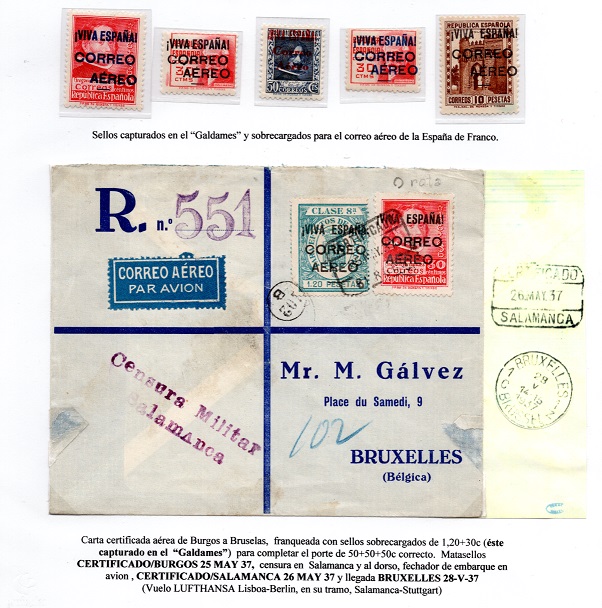 ¡VIVA ESPAÑA!
CORREO
AÉREO
República Española
¡VIVA ESPAÑA!
CORREO
AÉREO
CTMS
¡VIVA ESPAÑA!
Correo
50 CS
CORREOS
¡VIVA ESPAÑA!
CORREO
AÉREO
CTMS
REPUBLICA ESPAÑOLA
¡VIVA ESPAÑA!
CORREO
AÉREO
CORREOS 10 PESETAS
Sellos capturados en el “Galdames” y sobrecargados para el correo aéreo de la España de Franco.
R. n.º 551
CORREO AÉREO
PAR AVION
CLASE 8ª
¡VIVA ESPAÑA!
CORREO
AÉREO
1.20 PESETAS
¡VIVA ESPAÑA!
CORREO
AÉREO
30
Correos
República Española
CERTIFICADO
26.MAY.37
SALAMANCA
BRUXELLES
Censura Militar
Salamanca
Mr. M. Gálvez
Place du Samedi, 9
102
BRUXELLES
(Bélgica)
Carta certificada aérea de Burgos a Bruselas, franqueada con sellos sobrecargados de 1,20+30c (éste
capturado en el “Galdames”) para completar el porte de 50+50+50c correcto. Matasellos
CERTIFICADO/BURGOS 25 MAY 37, censura en Salamanca y al dorso, fechador de embarque en
avion , CERTIFICADO/SALAMANCA 26 MAY 37 y llegada BRUXELLES 28-V-37
(Vuelo LUFTHANSA Lisboa-Berlin, en su tramo, Salamanca-Stuttgart)